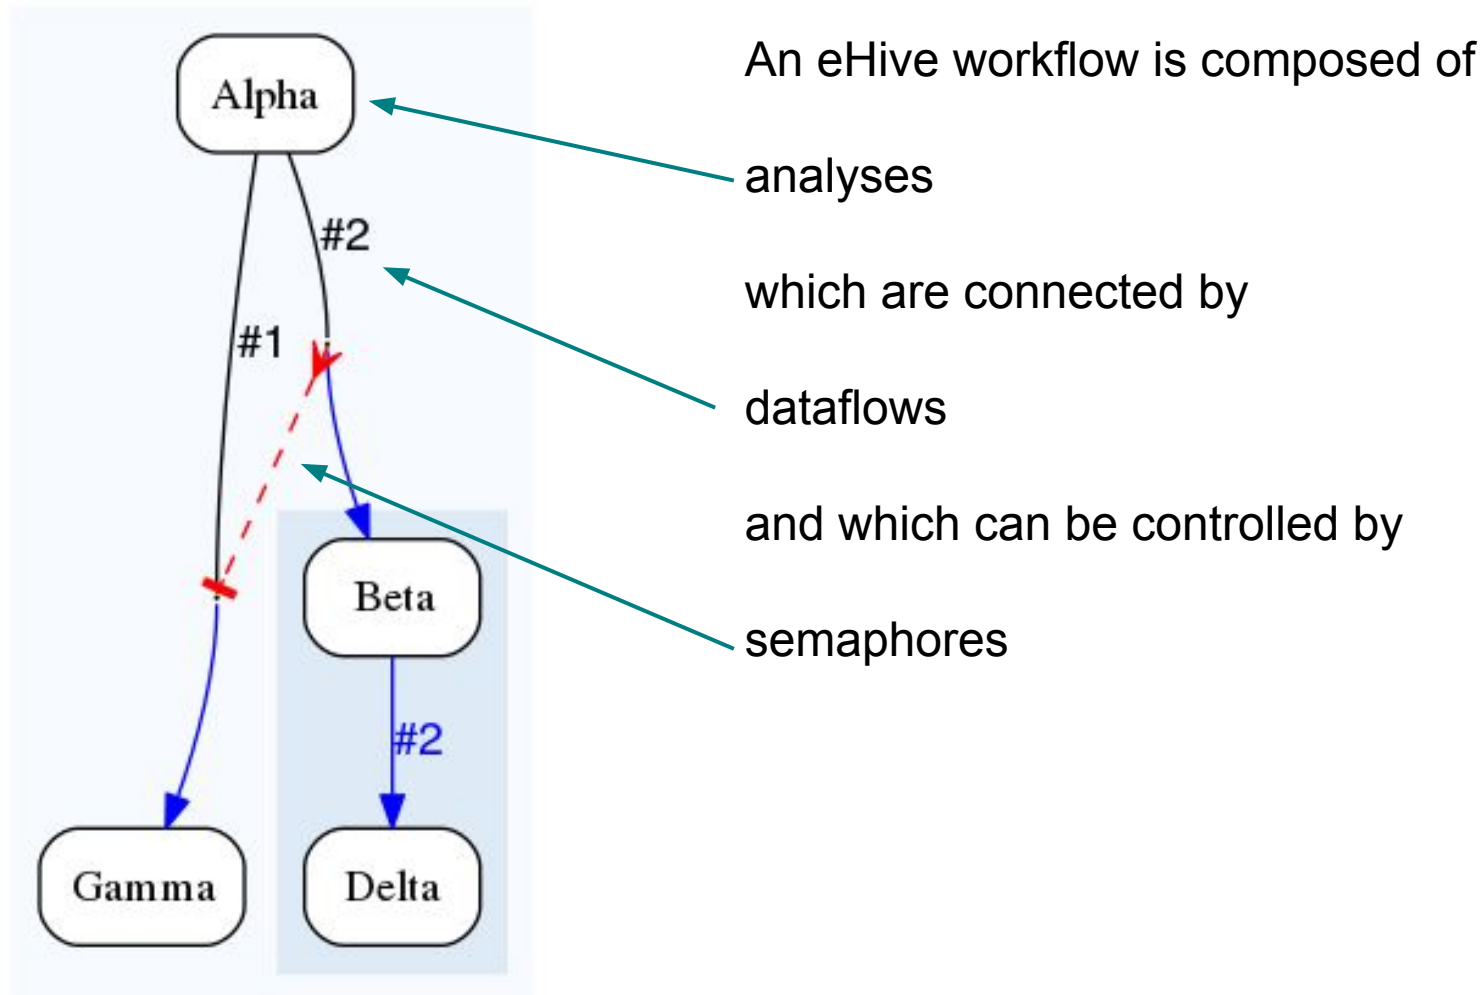 Alpha
#2
#1
Beta
#2
Gamma
Delta
An eHive workflow is composed of
analyses
which are connected by
dataflows
and which can be controlled by
semaphores